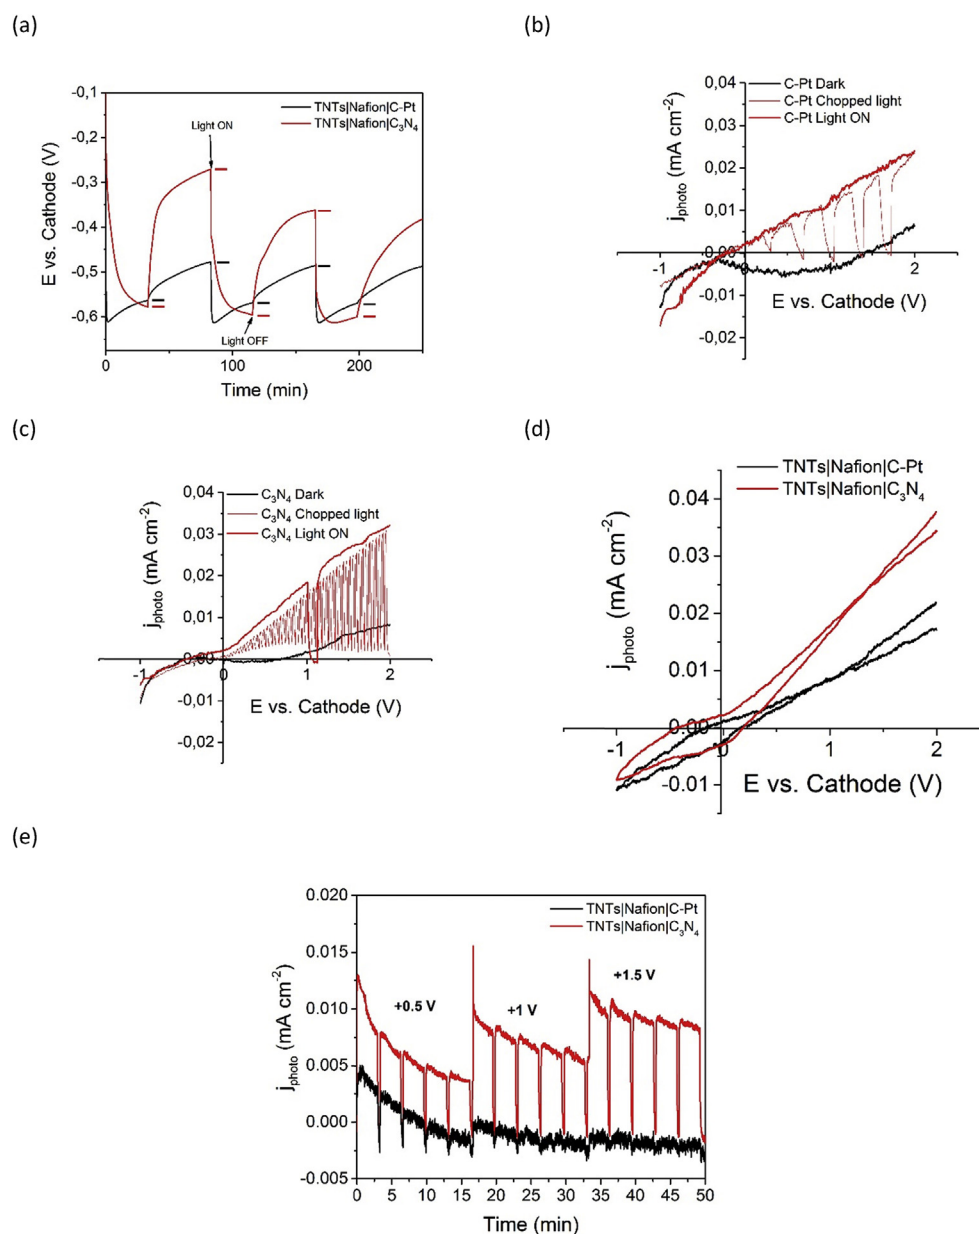 (a)
-0,1
-0,2
-0,3
-0,4
-0,5
-0,6
E vs. Cathode (V)
TNTs|Nafion|C-Pt
TNTs|Nafion|C₃N₄
Light ON
Light OFF
0
100
200
Time (min)
(b)
0,04
0,03
0,02
0,01
0,00
-0,01
-0,02
j_photo (mA cm⁻²)
C-Pt Dark
C-Pt Chopped light
C-Pt Light ON
-1
0
1
2
E vs. Cathode (V)
(c)
0,04
0,03
0,02
0,01
0,00
-0,01
-0,02
j_photo (mA cm⁻²)
C₃N₄ Dark
C₃N₄ Chopped light
C₃N₄ Light ON
-1
0
1
2
E vs. Cathode (V)
(d)
TNTs|Nafion|C-Pt
TNTs|Nafion|C₃N₄
0.04
0.03
0.02
0.01
0.00
-0.01
j_photo (mA cm⁻²)
-1
0
1
2
E vs. Cathode (V)
(e)
0.020
0.015
0.010
0.005
0.000
-0.005
j_photo (mA cm⁻²)
TNTs|Nafion|C-Pt
TNTs|Nafion|C₃N₄
+0.5 V
+1 V
+1.5 V
0
5
10
15
20
25
30
35
40
45
50
Time (min)